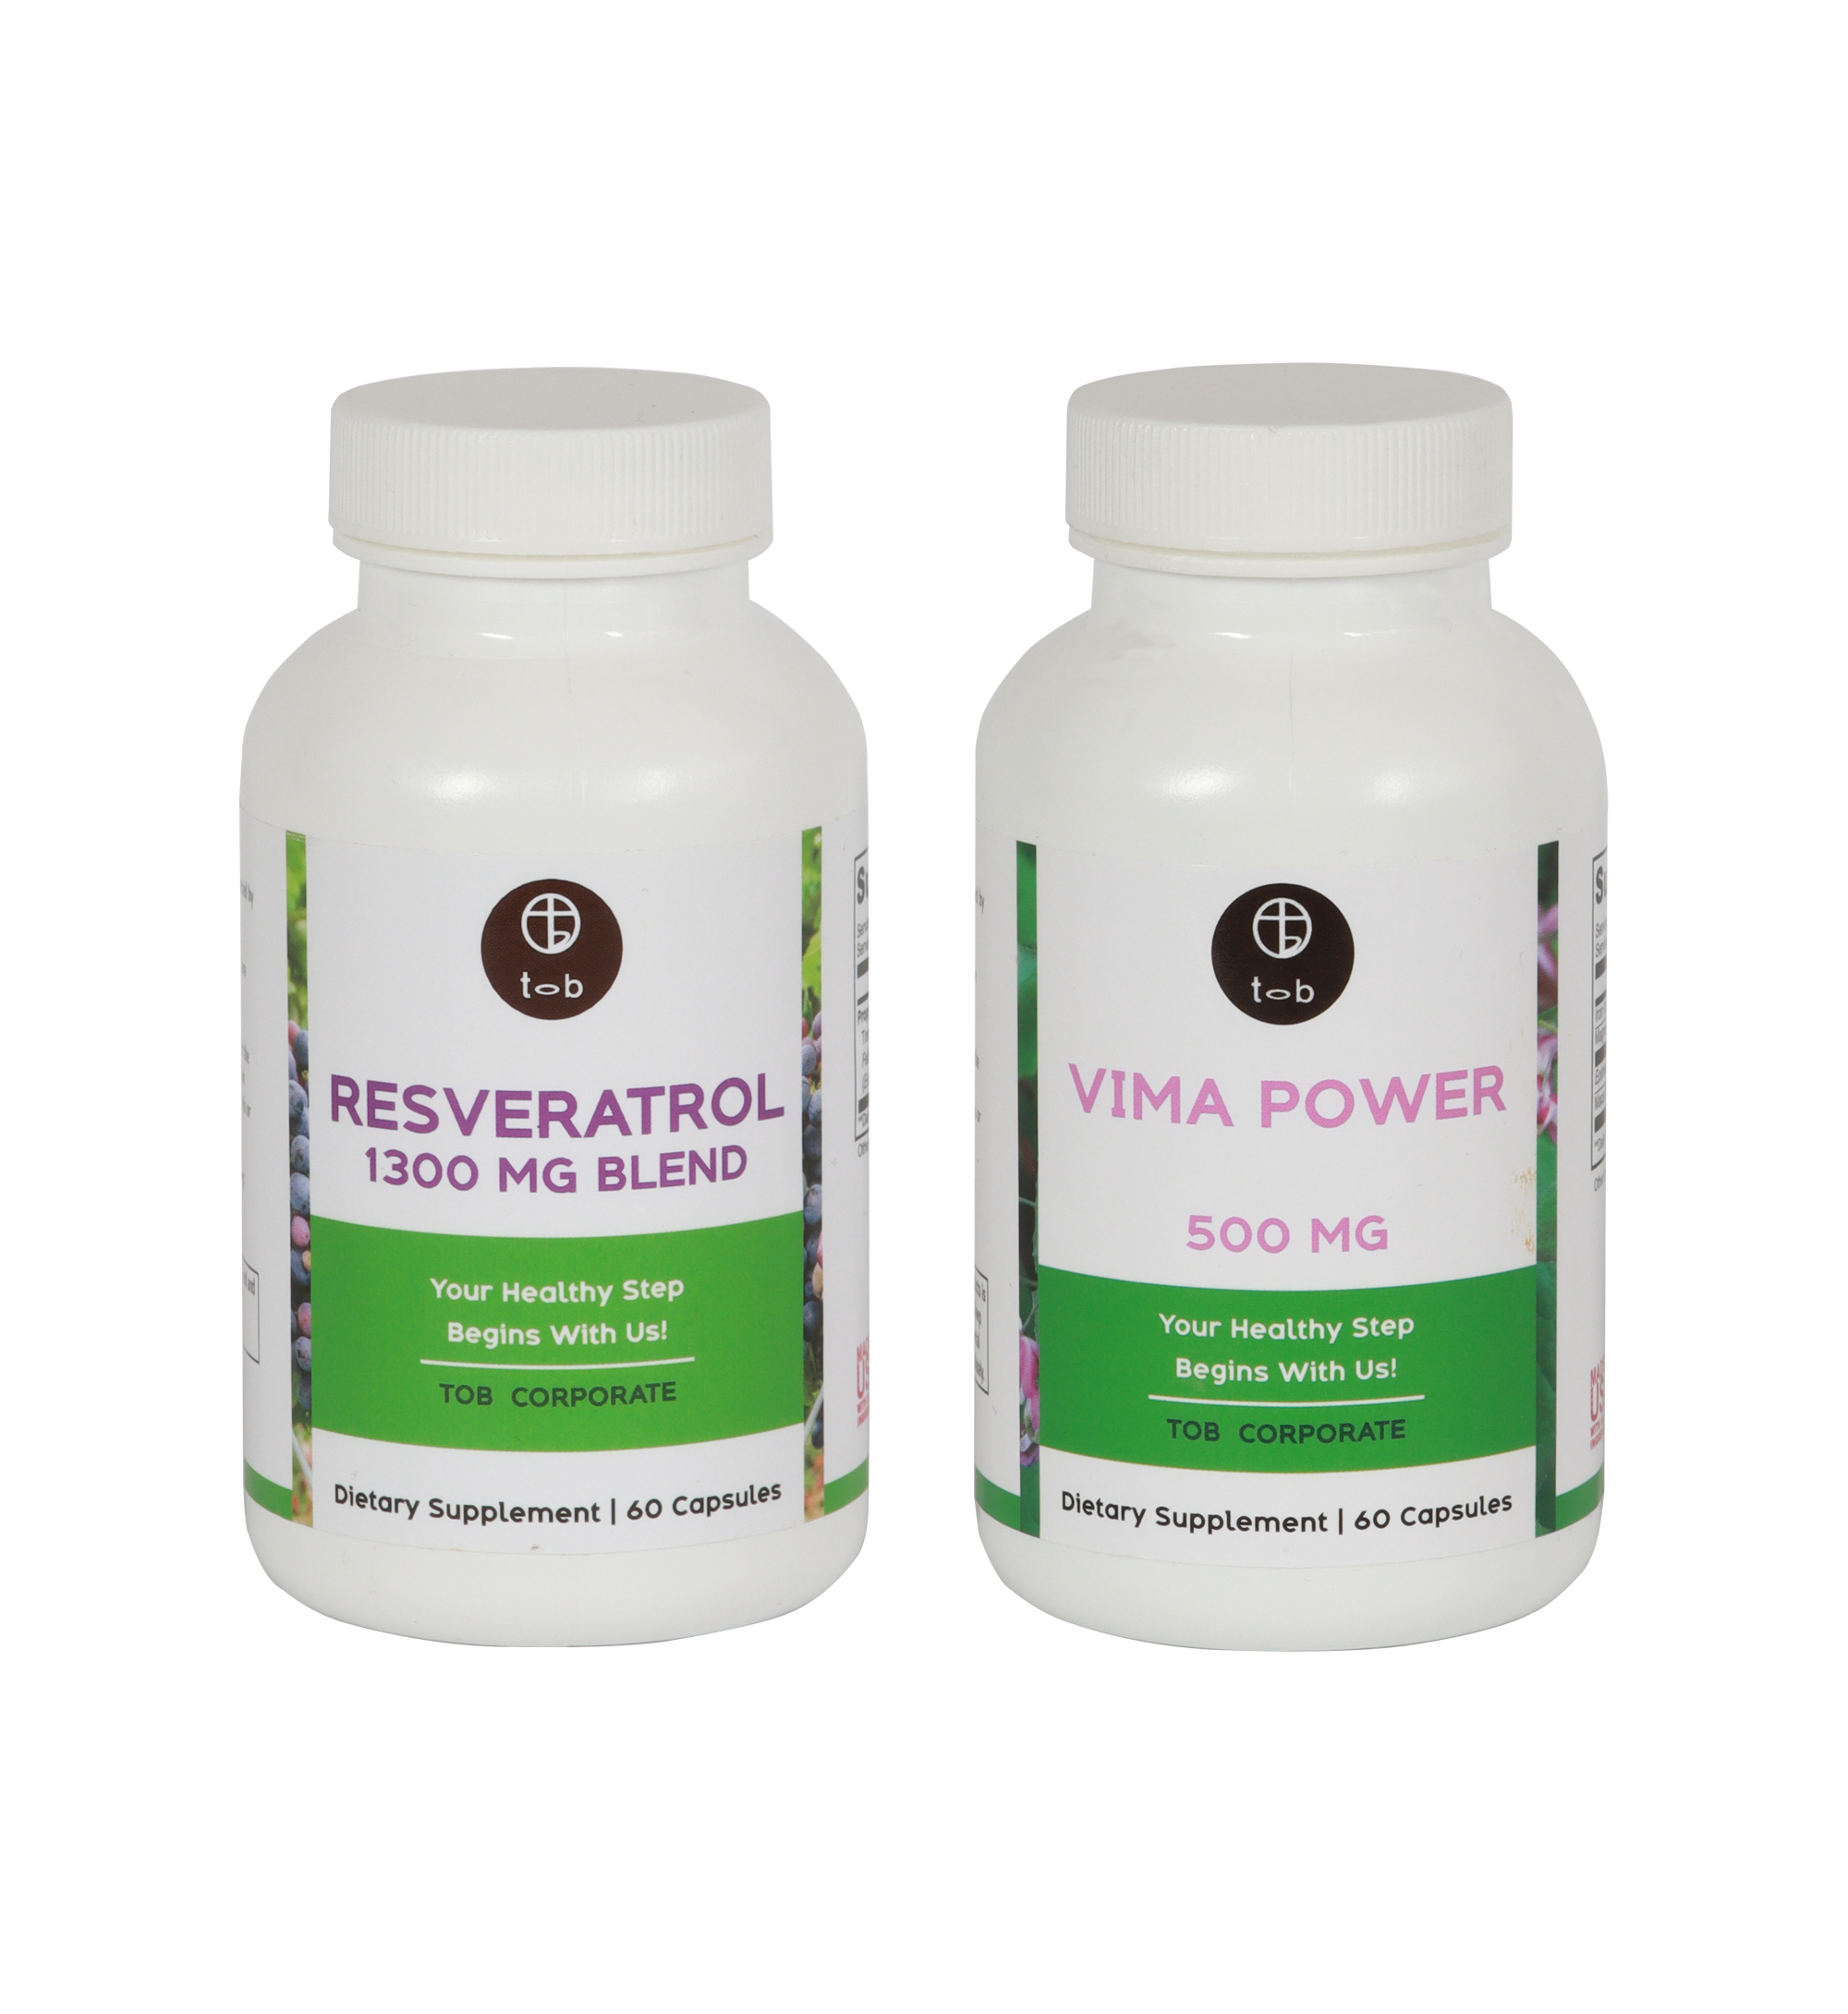 tob
RESVERATROL
1300 MG BLEND
Your Healthy Step
Begins With Us!
TOB CORPORATE
Dietary Supplement | 60 Capsules
tob
VIMA POWER
500 MG
Your Healthy Step
Begins With Us!
TOB CORPORATE
Dietary Supplement | 60 Capsules